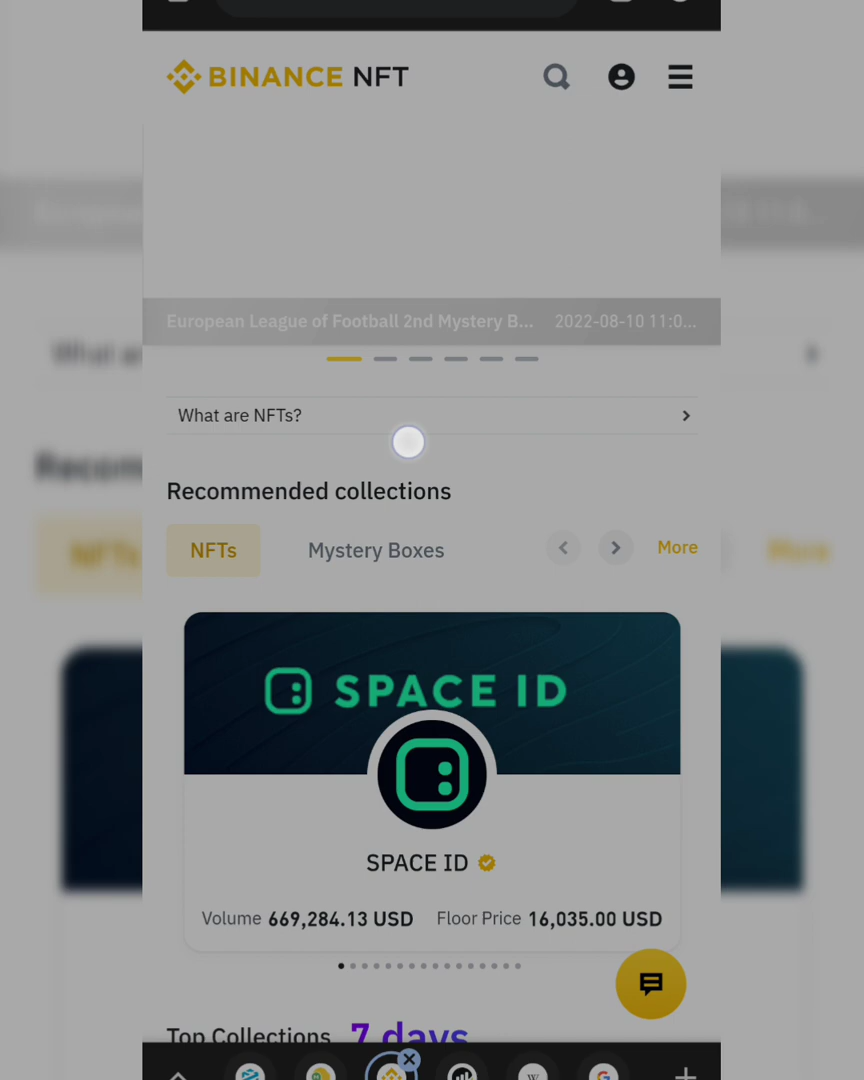 BINANCE NFT
European League of Football 2nd Mystery B... 2022-08-10 11:0...
What are NFTs?
Recommended collections
NFTs Mystery Boxes More
SPACE ID
SPACE ID
Volume 669,284.13 USD Floor Price 16,035.00 USD
Top Collections 7 days